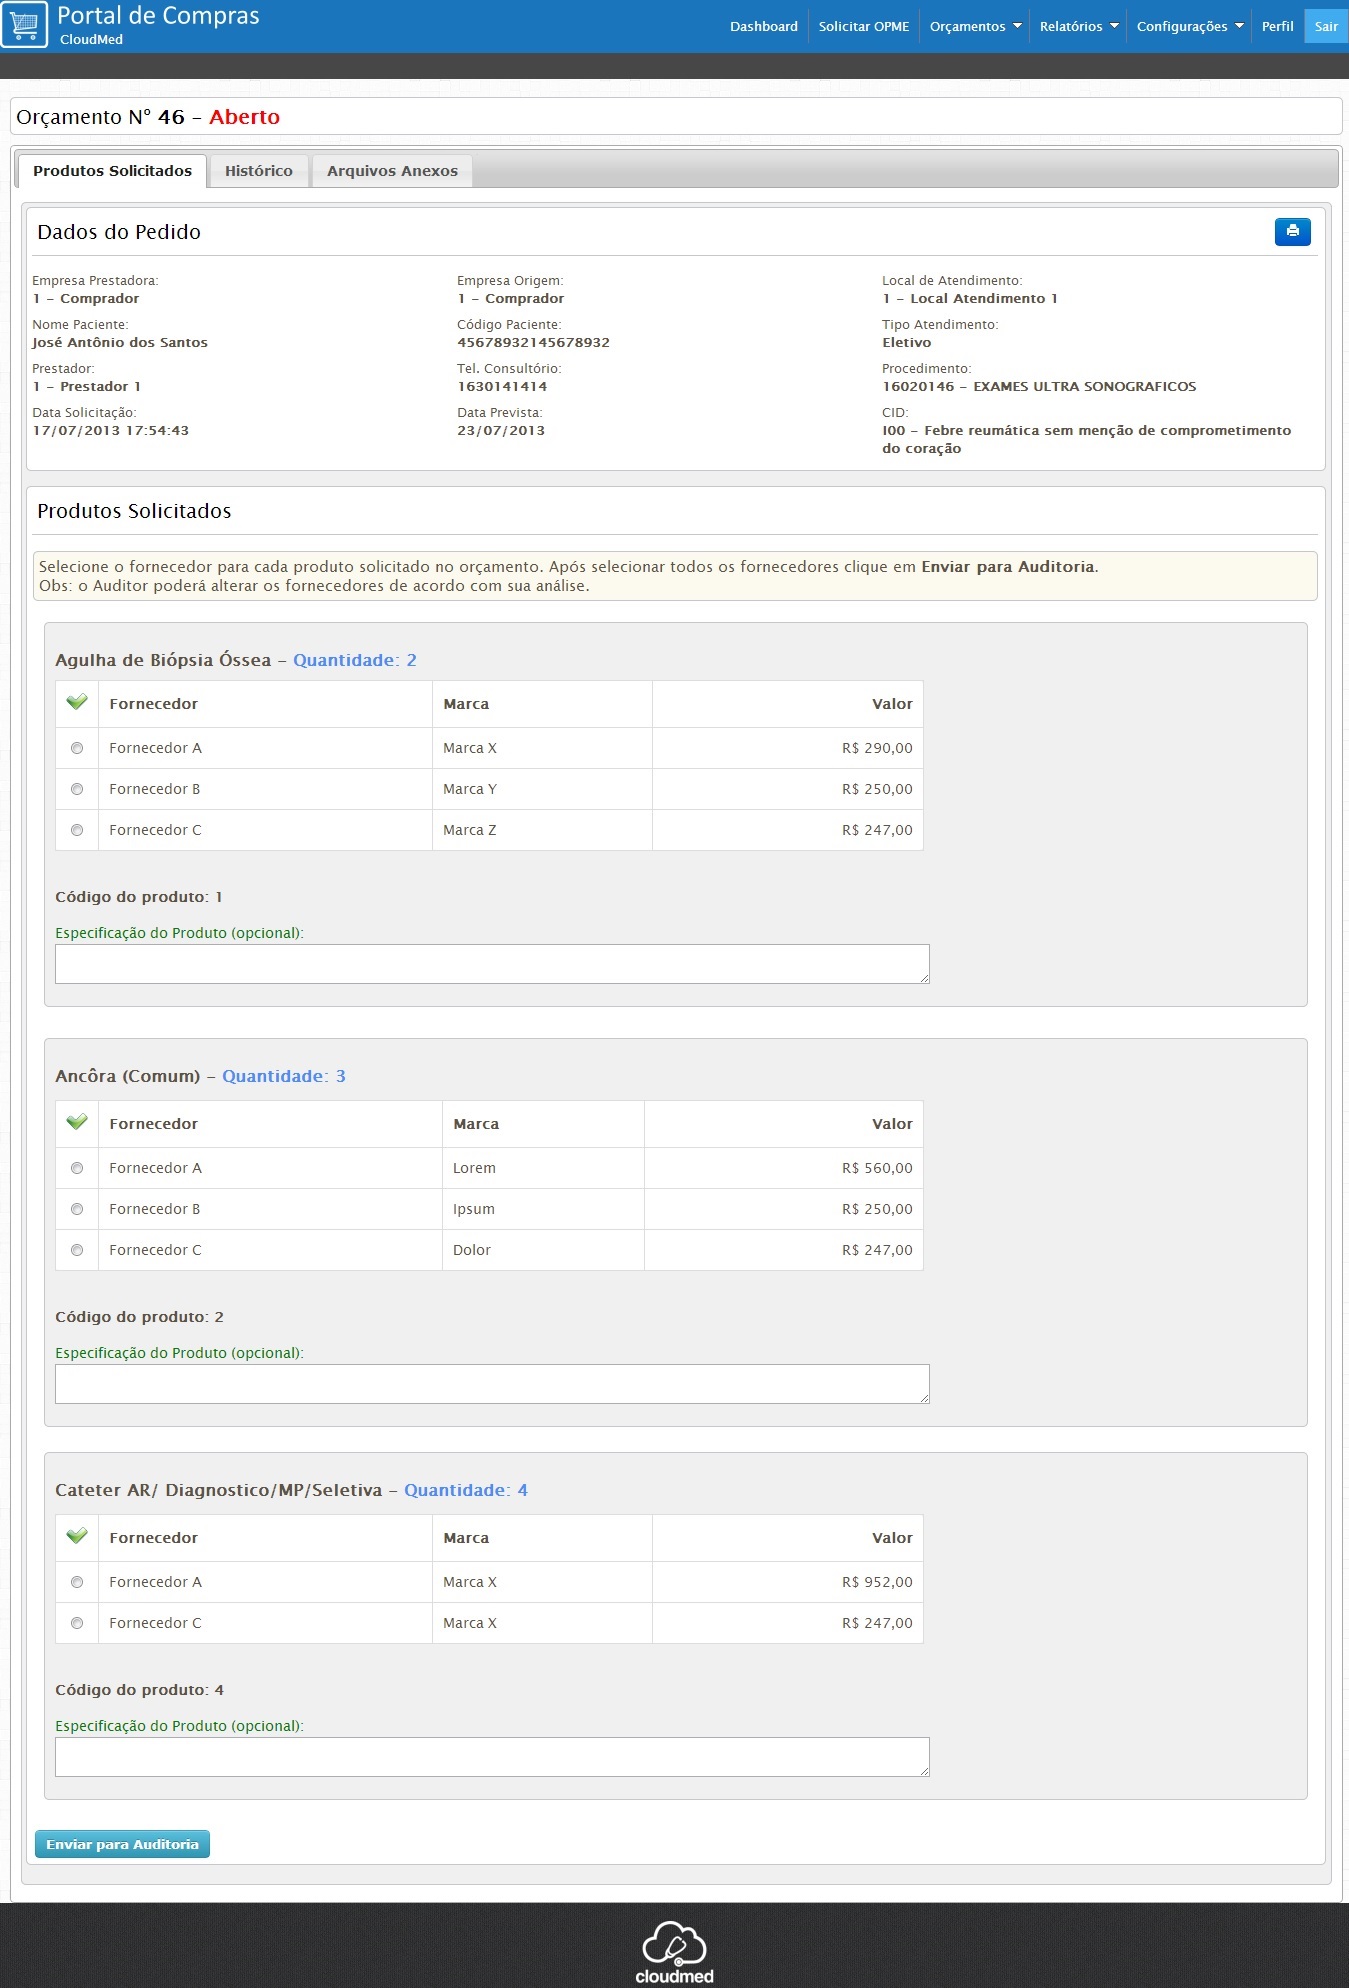 Portal de Compras
CloudMed
Dashboard Solicitar OPME Orçamentos Relatórios Configurações Perfil Sair
Orçamento N° 46 - Aberto
Produtos Solicitados Histórico Arquivos Anexos
Dados do Pedido
Empresa Prestadora: Empresa Origem: Local de Atendimento:
1 - Comprador 1 - Comprador 1 - Local Atendimento 1
Nome Paciente: Código Paciente: Tipo Atendimento:
José Antônio dos Santos 45678932145678932 Eletivo
Prestador: Tel. Consultório: Procedimento:
1 - Prestador 1 1630141414 16020146 - EXAMES ULTRA SONOGRAFICOS
Data Solicitação: Data Prevista: CID:
17/07/2013 17:54:43 23/07/2013 I00 - Febre reumática sem menção de comprometimento
do coração
Produtos Solicitados
Selecione o fornecedor para cada produto solicitado no orçamento. Após selecionar todos os fornecedores clique em Enviar para Auditoria.
Obs: o Auditor poderá alterar os fornecedores de acordo com sua análise.
Agulha de Biópsia Óssea - Quantidade: 2
Fornecedor Marca Valor
Fornecedor A Marca X R$ 290,00
Fornecedor B Marca Y R$ 250,00
Fornecedor C Marca Z R$ 247,00
Código do produto: 1
Especificação do Produto (opcional):
Ancôra (Comum) - Quantidade: 3
Fornecedor Marca Valor
Fornecedor A Lorem R$ 560,00
Fornecedor B Ipsum R$ 250,00
Fornecedor C Dolor R$ 247,00
Código do produto: 2
Especificação do Produto (opcional):
Cateter AR/ Diagnostico/MP/Seletiva - Quantidade: 4
Fornecedor Marca Valor
Fornecedor A Marca X R$ 952,00
Fornecedor C Marca X R$ 247,00
Código do produto: 4
Especificação do Produto (opcional):
Enviar para Auditoria
cloudmed